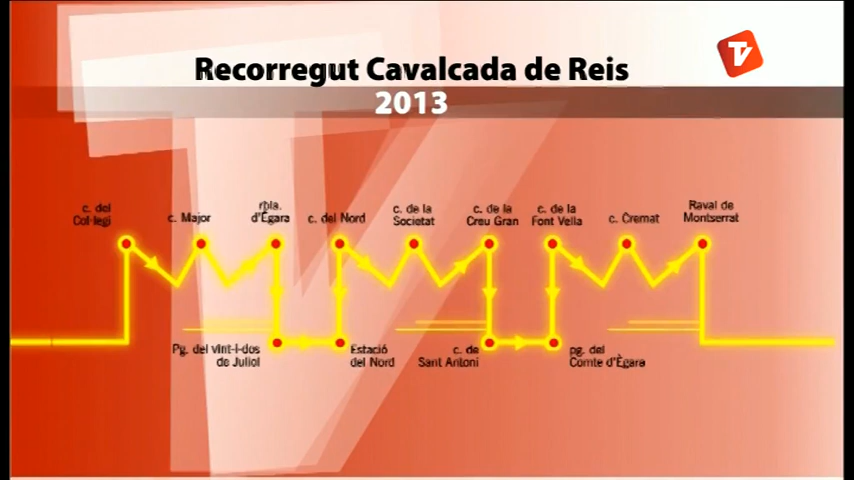 Recorregut Cavalcada de Reis
2013
TV
c. del
Col·legi
c. Major
rbla.
d'Ègara
c. del Nord
c. de la
Societat
c. de la
Creu Gran
c. de la
Font Vella
c. Cremat
Raval de
Montserrat
Pg. del vint-i-dos
de Juliol
Estació
del Nord
c. de
Sant Antoni
pg. del
Comte d'Ègara